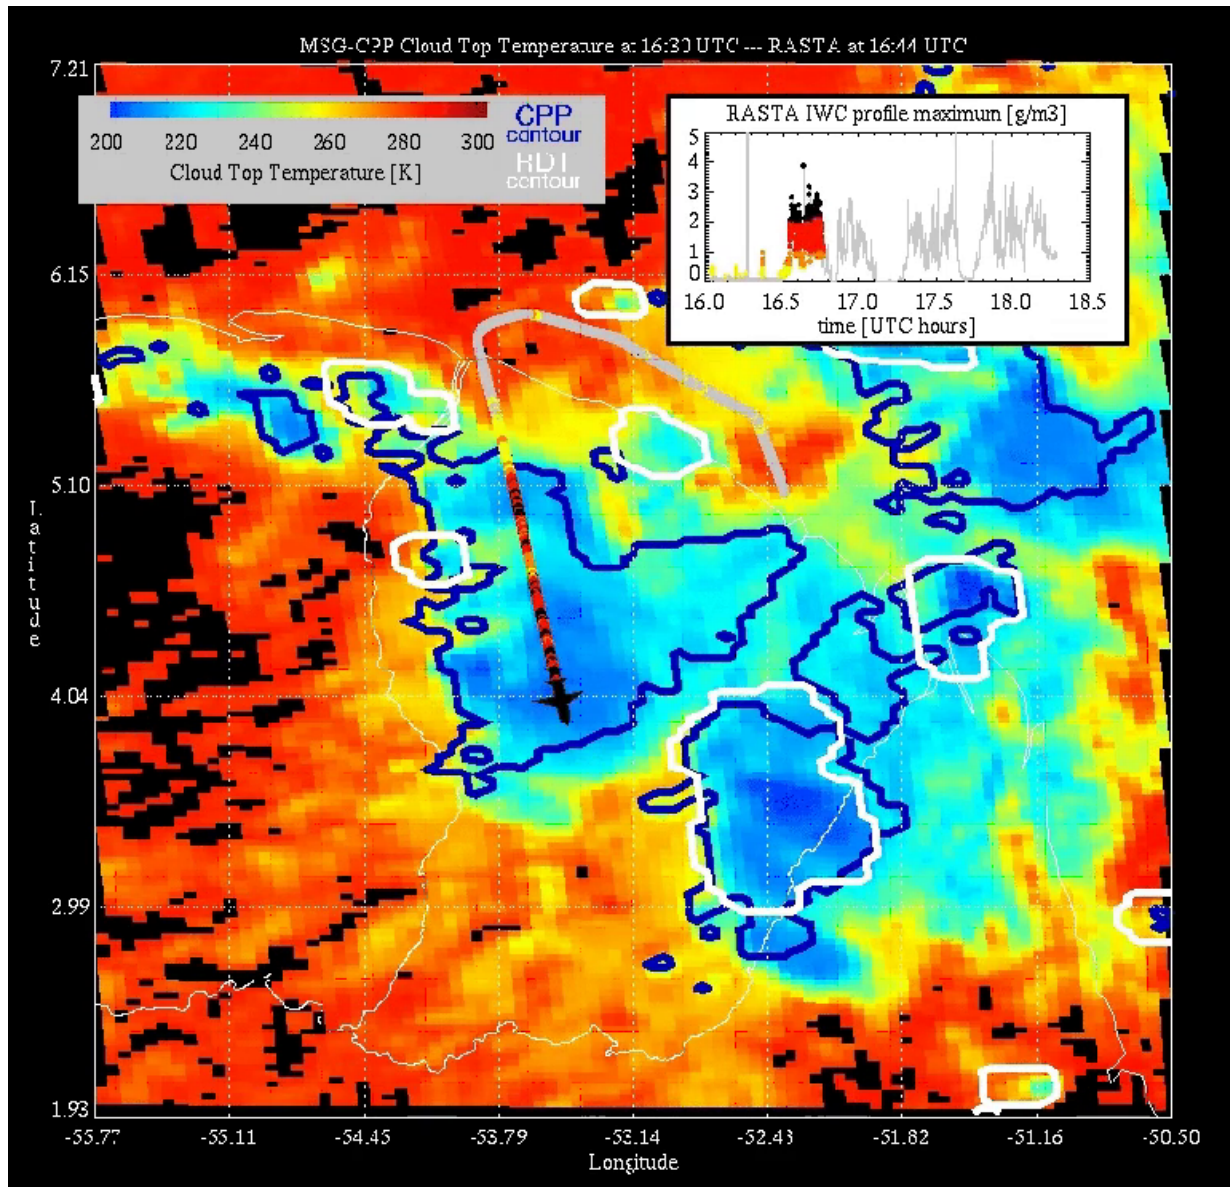 MSG-CPP Cloud Top Temperature at 16:30 UTC --- RASTA at 16:44 UTC
7.21
200 220 240 260 280 300
Cloud Top Temperature [K]
CPP
contour
RDT
contour
RASTA IWC profile maximum [g/m3]
5
4
3
2
1
0
16.0 16.5 17.0 17.5 18.0 18.5
time [UTC hours]
6.15
5.10
Latitude
4.04
2.99
1.93
-55.77 -55.11 -54.45 -53.79 -53.14 -52.48 -51.82 -51.16 -50.50
Longitude